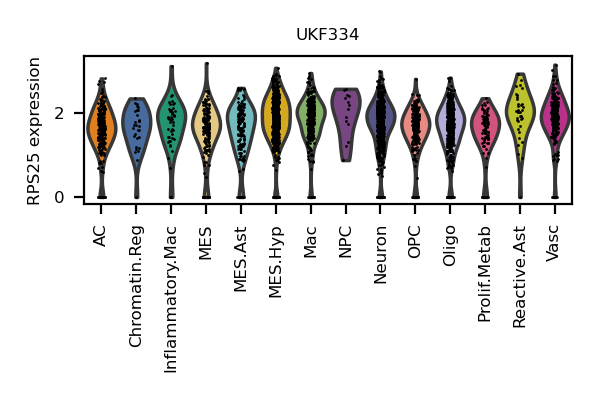 UKF334
RPS25 expression
2
0
AC
Chromatin.Reg
Inflammatory.Mac
MES
MES.Ast
MES.Hyp
Mac
NPC
Neuron
OPC
Oligo
Prolif.Metab
Reactive.Ast
Vasc